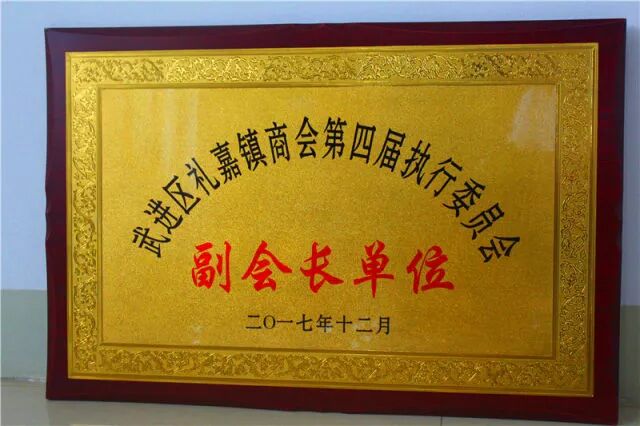 武进区礼嘉镇商会第四届执行委员会
副会长单位
二〇一七年十二月